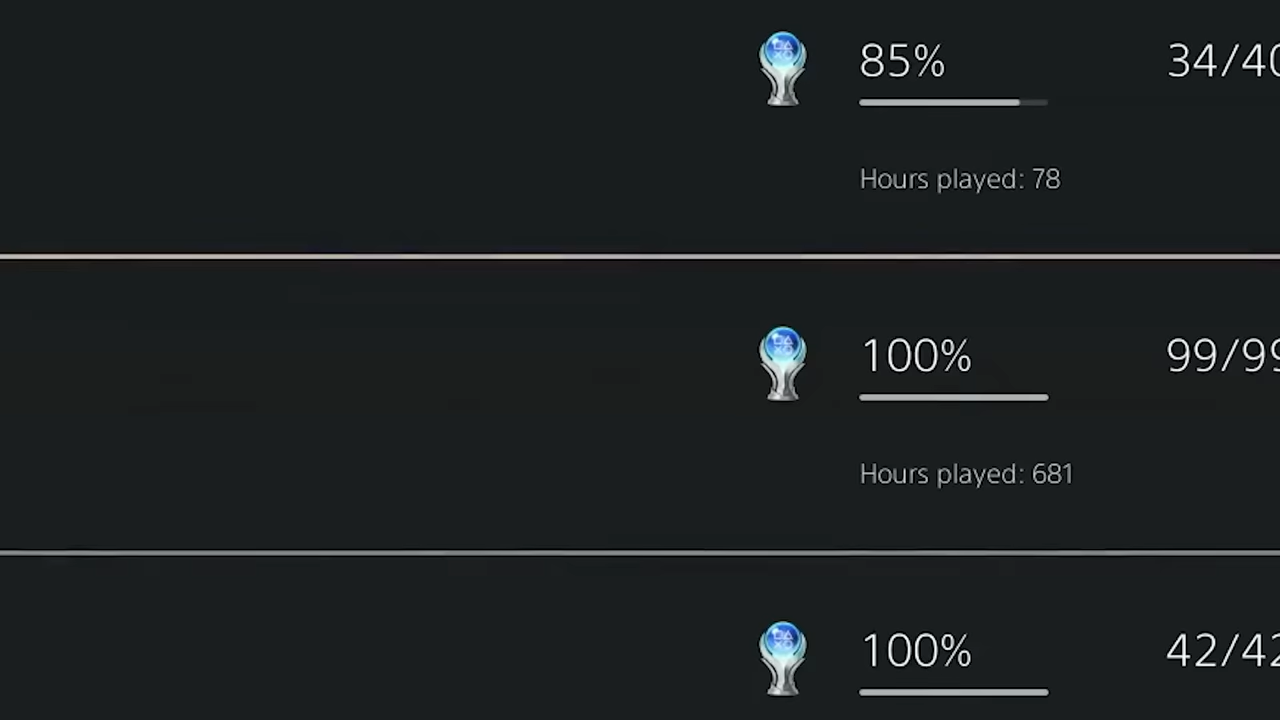 85% 34/40
Hours played: 78
100% 99/99
Hours played: 681
100% 42/42